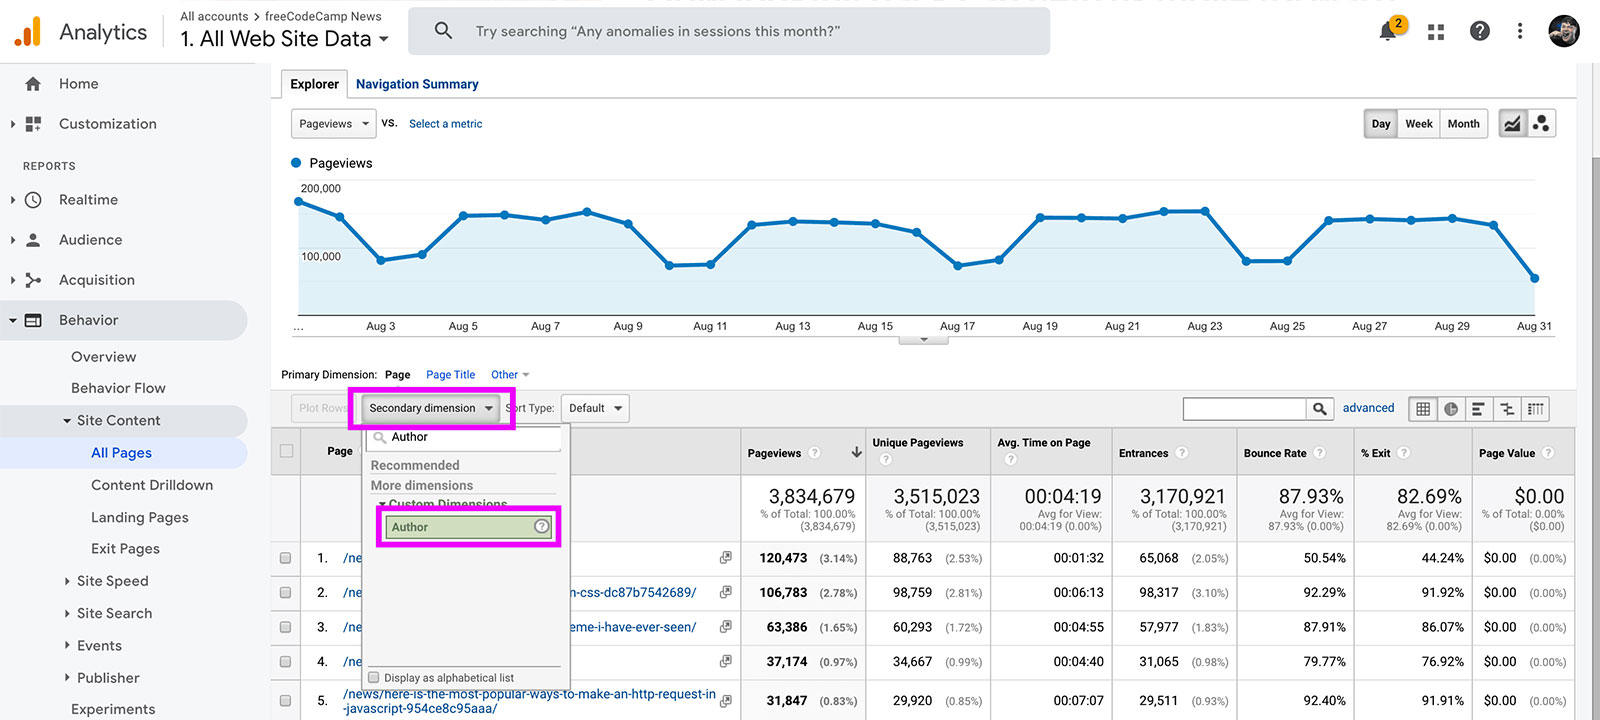 Analytics
All accounts > freeCodeCamp News
1. All Web Site Data
Try searching “Any anomalies in sessions this month?”
2
Home
Customization
REPORTS
Realtime
Audience
Acquisition
Behavior
Overview
Behavior Flow
Site Content
All Pages
Content Drilldown
Landing Pages
Exit Pages
Site Speed
Site Search
Events
Publisher
Experiments
Explorer
Navigation Summary
Pageviews VS. Select a metric
Day Week Month
Pageviews
200,000
100,000
... Aug 3 Aug 5 Aug 7 Aug 9 Aug 11 Aug 13 Aug 15 Aug 17 Aug 19 Aug 21 Aug 23 Aug 25 Aug 27 Aug 29 Aug 31
Primary Dimension: Page Page Title Other
Plot Rows Secondary dimension Sort Type: Default
advanced
Author
Recommended
More dimensions
Custom Dimensions
Author
Display as alphabetical list
Page Pageviews Unique Pageviews Avg. Time on Page Entrances Bounce Rate % Exit Page Value
3,834,679 3,515,023 00:04:19 3,170,921 87.93% 82.69% $0.00
% of Total: 100.00% % of Total: 100.00% Avg for View: % of Total: 100.00% Avg for View: Avg for View: % of Total: 0.00%
(3,834,679) (3,515,023) 00:04:19 (0.00%) (3,170,921) 87.93% (0.00%) 82.69% (0.00%) ($0.00)
1. /ne 120,473 (3.14%) 88,763 (2.53%) 00:01:32 65,068 (2.05%) 50.54% 44.24% $0.00 (0.00%)
2. /ne n-css-dc87b7542689/ 106,783 (2.78%) 98,759 (2.81%) 00:06:13 98,317 (3.10%) 92.29% 91.92% $0.00 (0.00%)
3. /ne eme-i-have-ever-seen/ 63,386 (1.65%) 60,293 (1.72%) 00:04:55 57,977 (1.83%) 87.91% 86.07% $0.00 (0.00%)
4. /ne 37,174 (0.97%) 34,667 (0.99%) 00:04:40 31,065 (0.98%) 79.77% 76.92% $0.00 (0.00%)
5. /news/here-is-the-most-popular-ways-to-make-an-http-request-in
-javascript-954ce8c95aaa/ 31,847 (0.83%) 29,920 (0.85%) 00:07:07 29,511 (0.93%) 92.40% 91.91% $0.00 (0.00%)